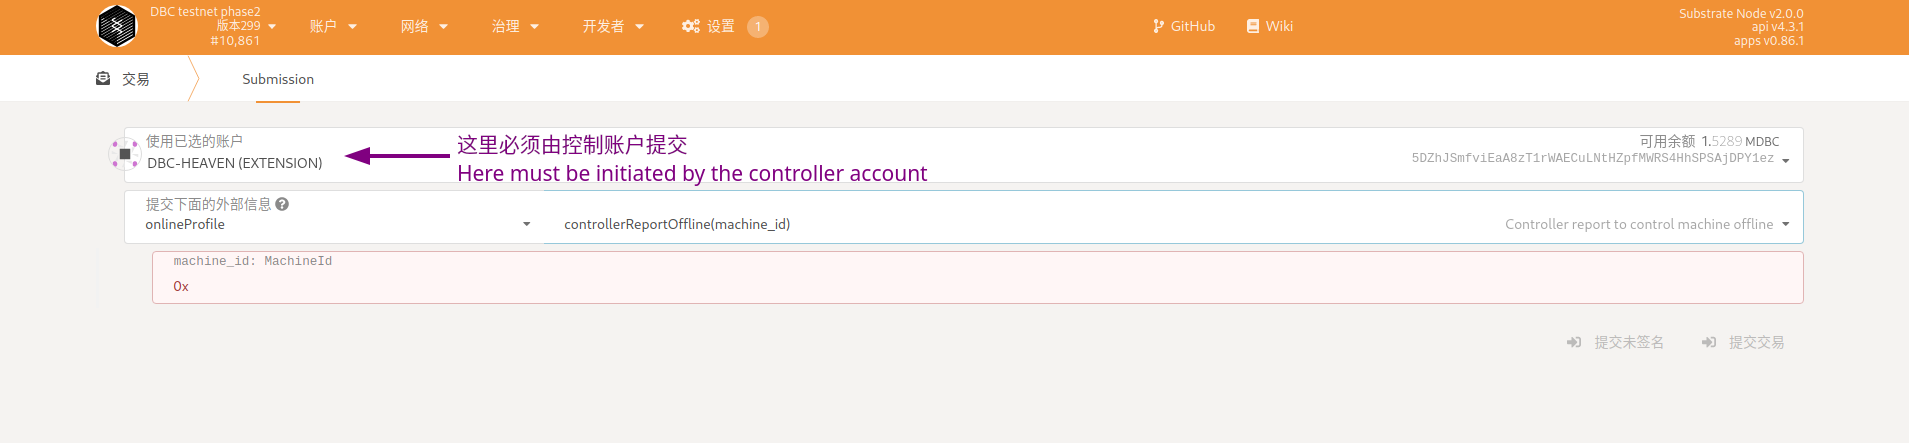 DBC testnet phase2
版本299
#10,861
账户
网络
治理
开发者
设置
1
GitHub
Wiki
Substrate Node v2.0.0
api v4.3.1
apps v0.86.1
交易
Submission
使用已选的账户
DBC-HEAVEN (EXTENSION)
这里必须由控制账户提交
Here must be initiated by the controller account
可用余额 1.5289 MDBC
5DZhJSmfviEaA8zT1rWAECuLNtHZpfMWRS4HhSPSAjDPY1ez
提交下面的外部信息
onlineProfile
controllerReportOffline(machine_id)
Controller report to control machine offline
machine_id: MachineId
0x
提交未签名
提交交易